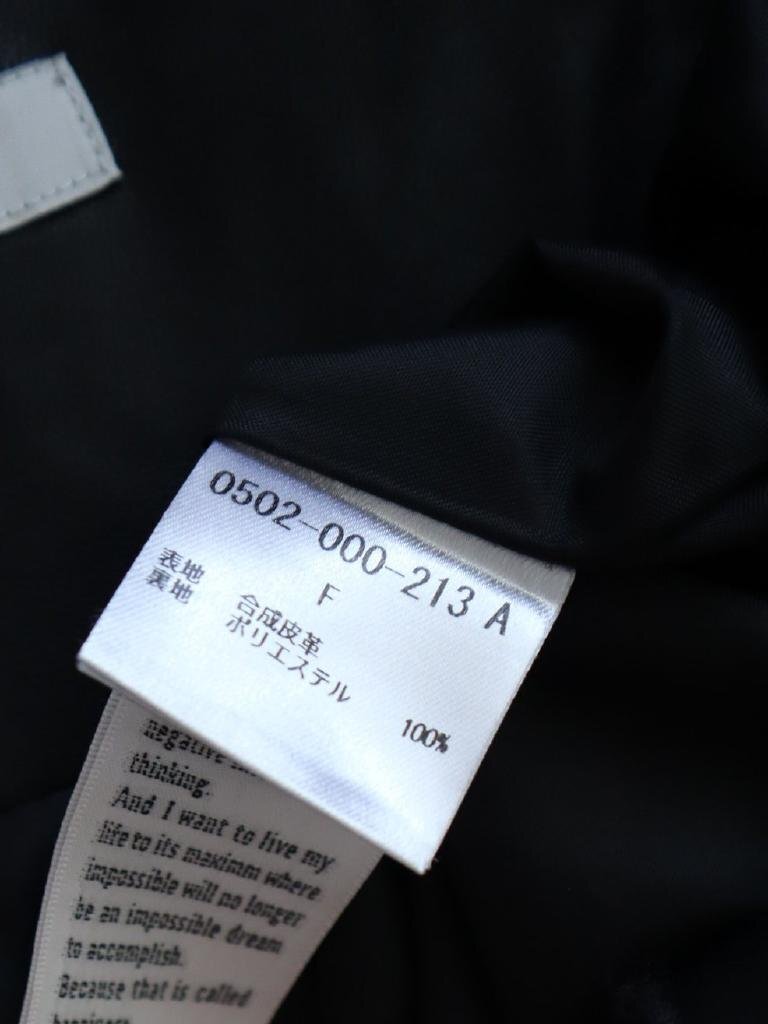 0502-000-213 A
F
表地 合成皮革
裏地 ポリエステル 100%
negative
thinking.
And I want to live my
life to its maximm where
impossible will no longer
be an impossible dream
to accomplish.
Because that is called
happiness